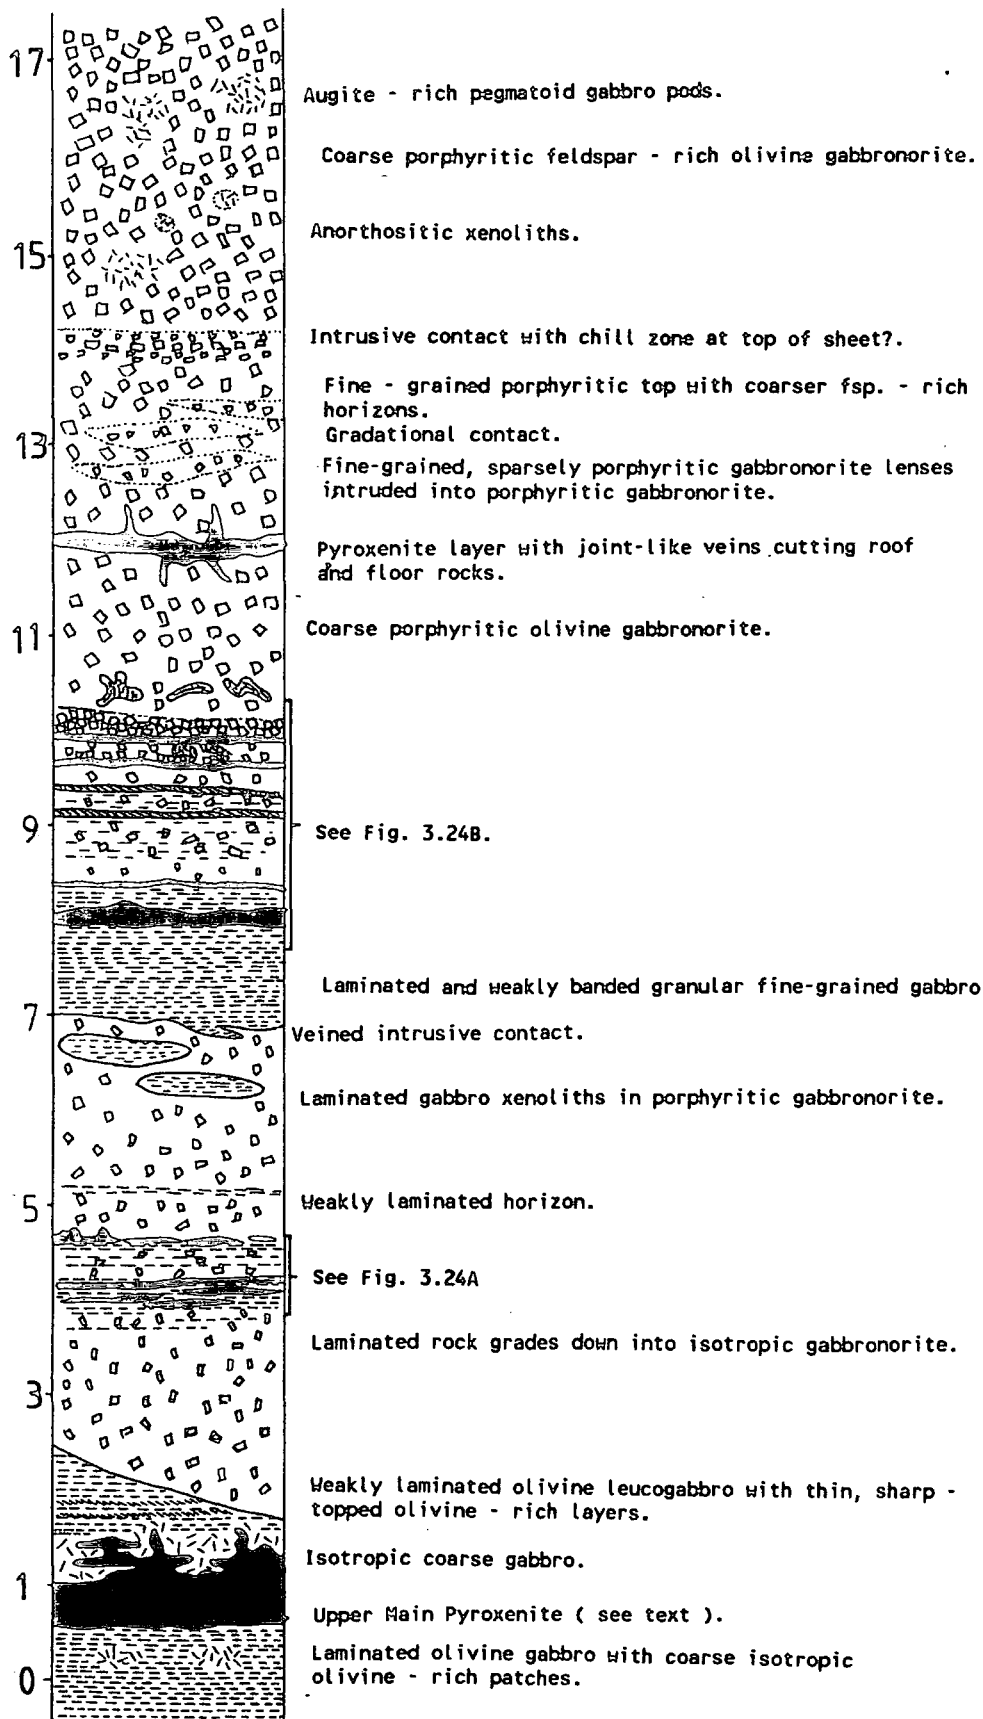 17
Augite - rich pegmatoid gabbro pods.
Coarse porphyritic feldspar - rich olivine gabbronorite.
Anorthositic xenoliths.
15
Intrusive contact with chill zone at top of sheet?.
Fine - grained porphyritic top with coarser fsp. - rich
horizons.
Gradational contact.
13
Fine-grained, sparsely porphyritic gabbronorite lenses
intruded into porphyritic gabbronorite.
Pyroxenite layer with joint-like veins cutting roof
and floor rocks.
11
Coarse porphyritic olivine gabbronorite.
9
See Fig. 3.24B.
Laminated and weakly banded granular fine-grained gabbro
7
Veined intrusive contact.
Laminated gabbro xenoliths in porphyritic gabbronorite.
5
Weakly laminated horizon.
See Fig. 3.24A
Laminated rock grades down into isotropic gabbronorite.
3
Weakly laminated olivine leucogabbro with thin, sharp -
topped olivine - rich layers.
Isotropic coarse gabbro.
1
Upper Main Pyroxenite ( see text ).
Laminated olivine gabbro with coarse isotropic
olivine - rich patches.
0